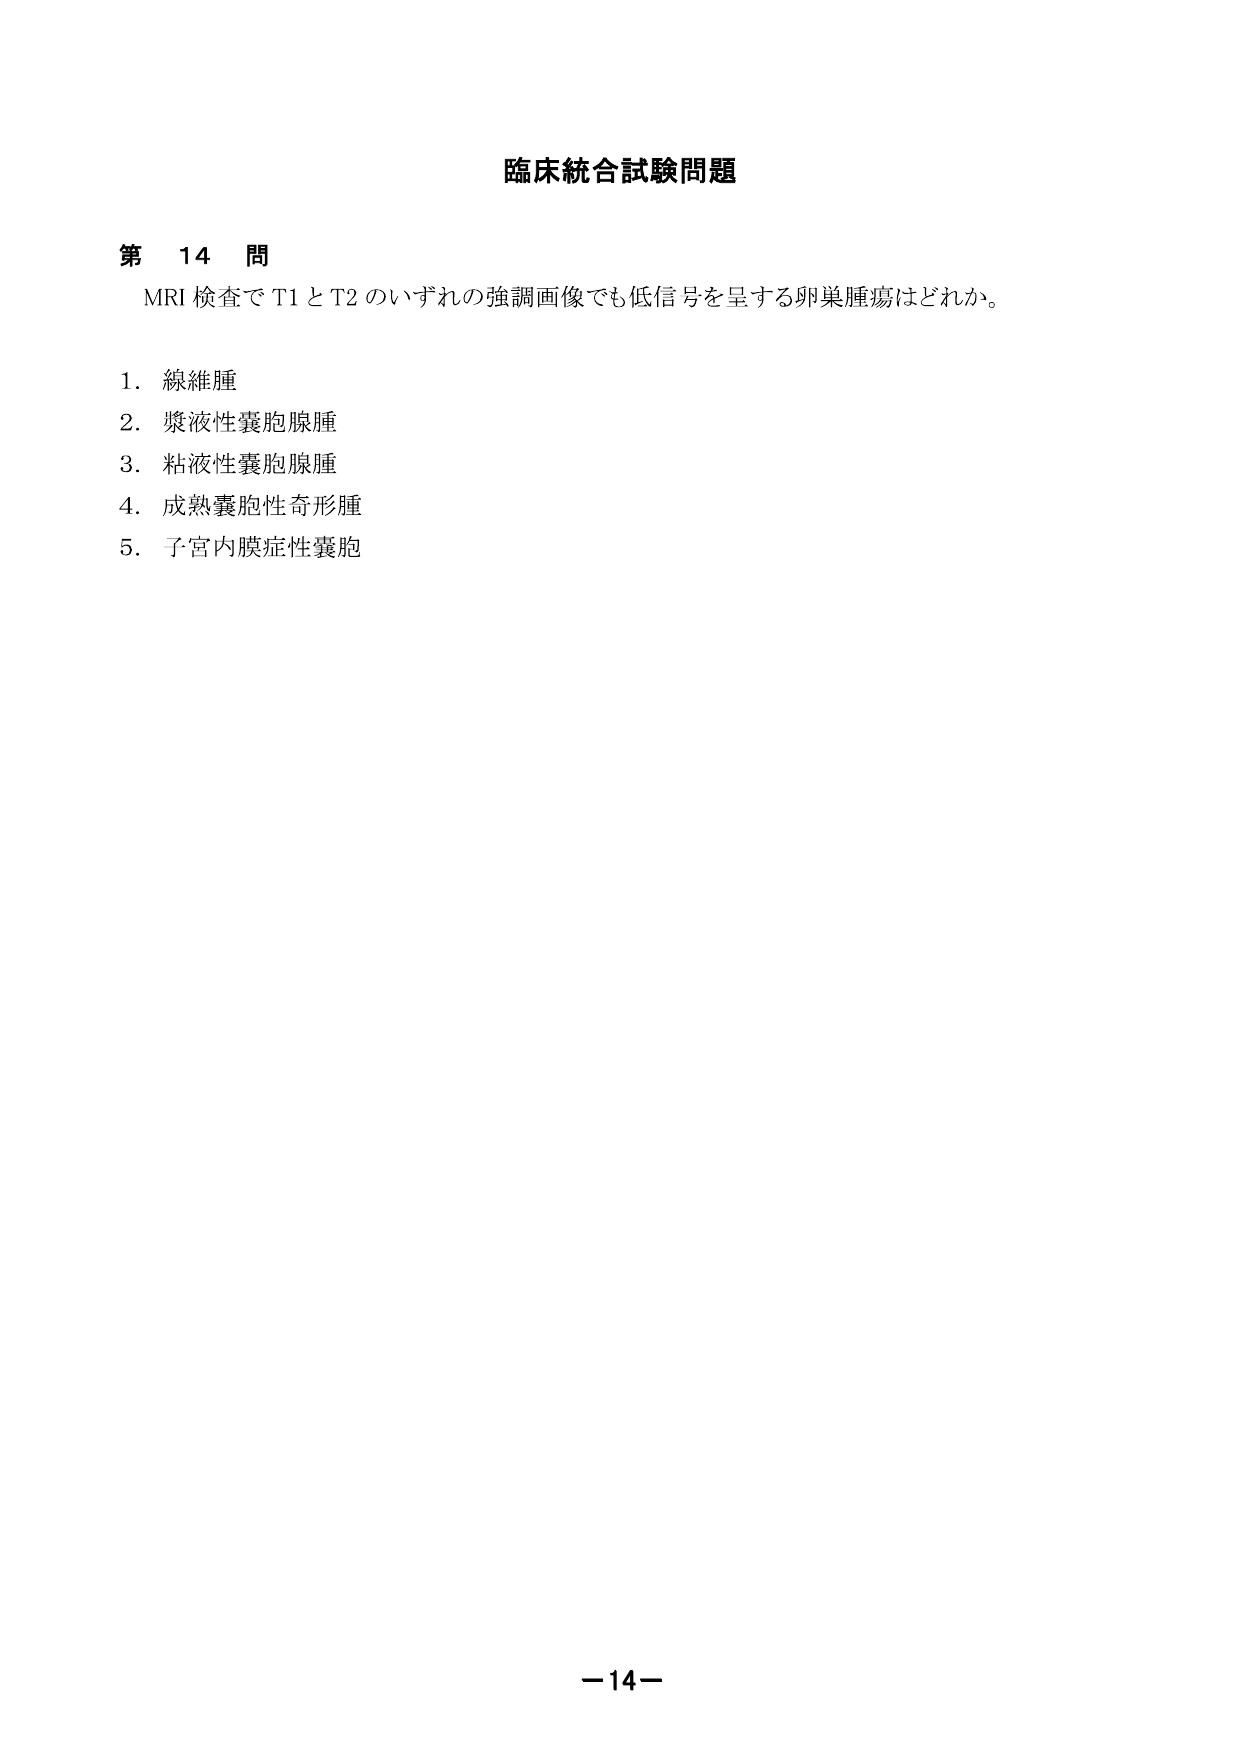 臨床統合試験問題
第 14 問
MRI 検査で T1 と T2 のいずれの強調画像でも低信号を呈する卵巣腫瘍はどれか。
1. 線維腫
2. 漿液性嚢胞腺腫
3. 粘液性嚢胞腺腫
4. 成熟嚢胞性奇形腫
5. 子宮内膜症性嚢胞
－14－